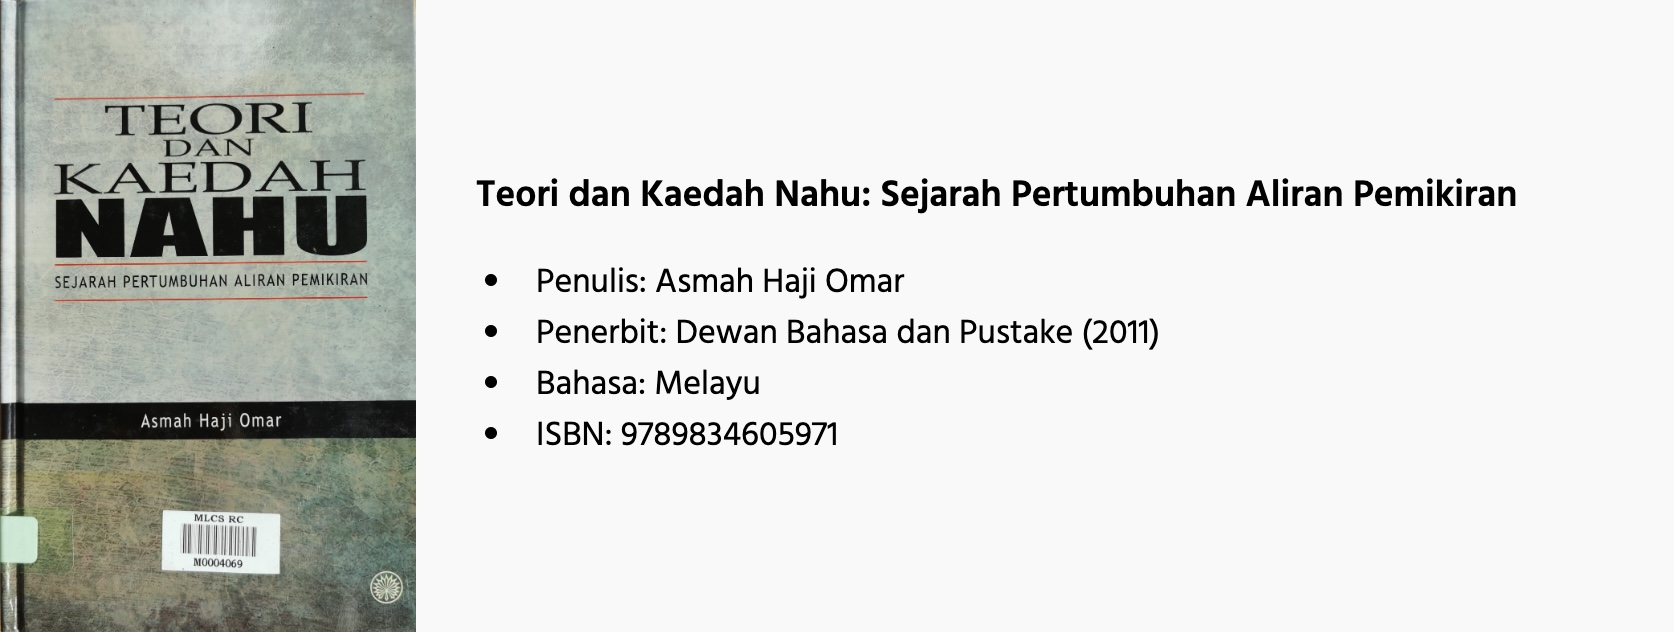 TEORI
DAN
KAEDAH
NAHU
SEJARAH PERTUMBUHAN ALIRAN PEMIKIRAN
Asmah Haji Omar
MLCS RC
M0004069
Teori dan Kaedah Nahu: Sejarah Pertumbuhan Aliran Pemikiran
• Penulis: Asmah Haji Omar
• Penerbit: Dewan Bahasa dan Pustake (2011)
• Bahasa: Melayu
• ISBN: 9789834605971